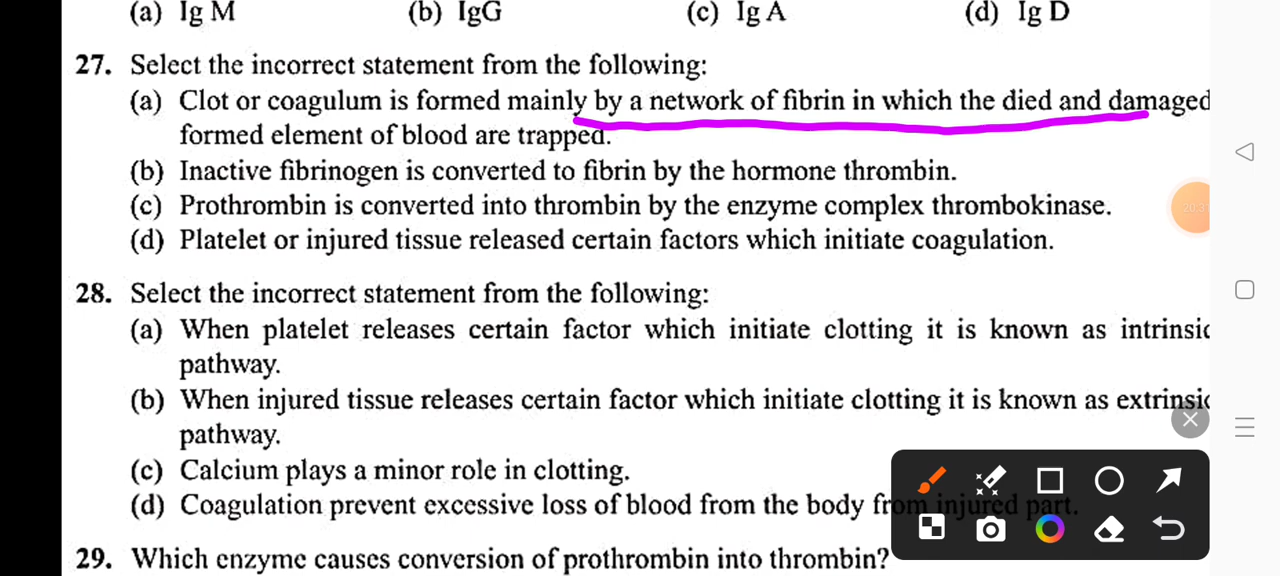 (a) Ig M (b) IgG (c) Ig A (d) Ig D
27. Select the incorrect statement from the following:
(a) Clot or coagulum is formed mainly by a network of fibrin in which the died and damaged
formed element of blood are trapped.
(b) Inactive fibrinogen is converted to fibrin by the hormone thrombin.
(c) Prothrombin is converted into thrombin by the enzyme complex thrombokinase.
(d) Platelet or injured tissue released certain factors which initiate coagulation.
28. Select the incorrect statement from the following:
(a) When platelet releases certain factor which initiate clotting it is known as intrinsic
pathway.
(b) When injured tissue releases certain factor which initiate clotting it is known as extrinsic
pathway.
(c) Calcium plays a minor role in clotting.
(d) Coagulation prevent excessive loss of blood from the body from injured part.
29. Which enzyme causes conversion of prothrombin into thrombin?